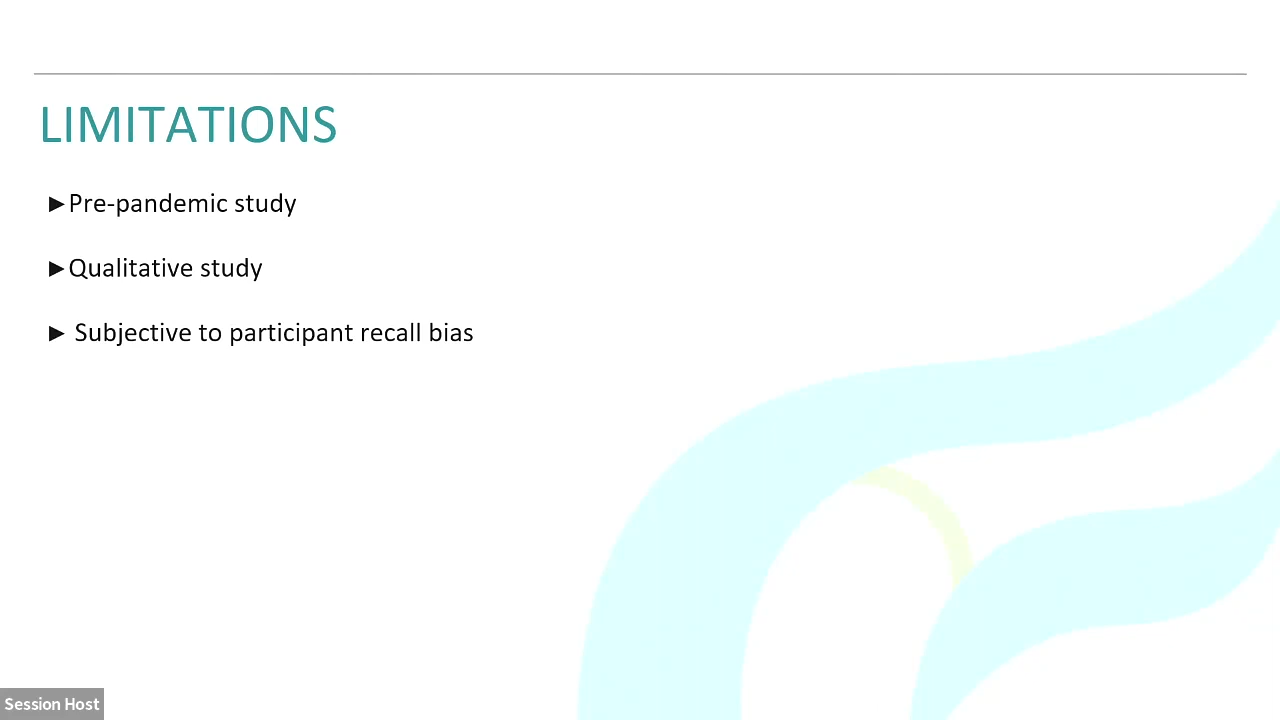 LIMITATIONS
►Pre-pandemic study
►Qualitative study
► Subjective to participant recall bias
Session Host